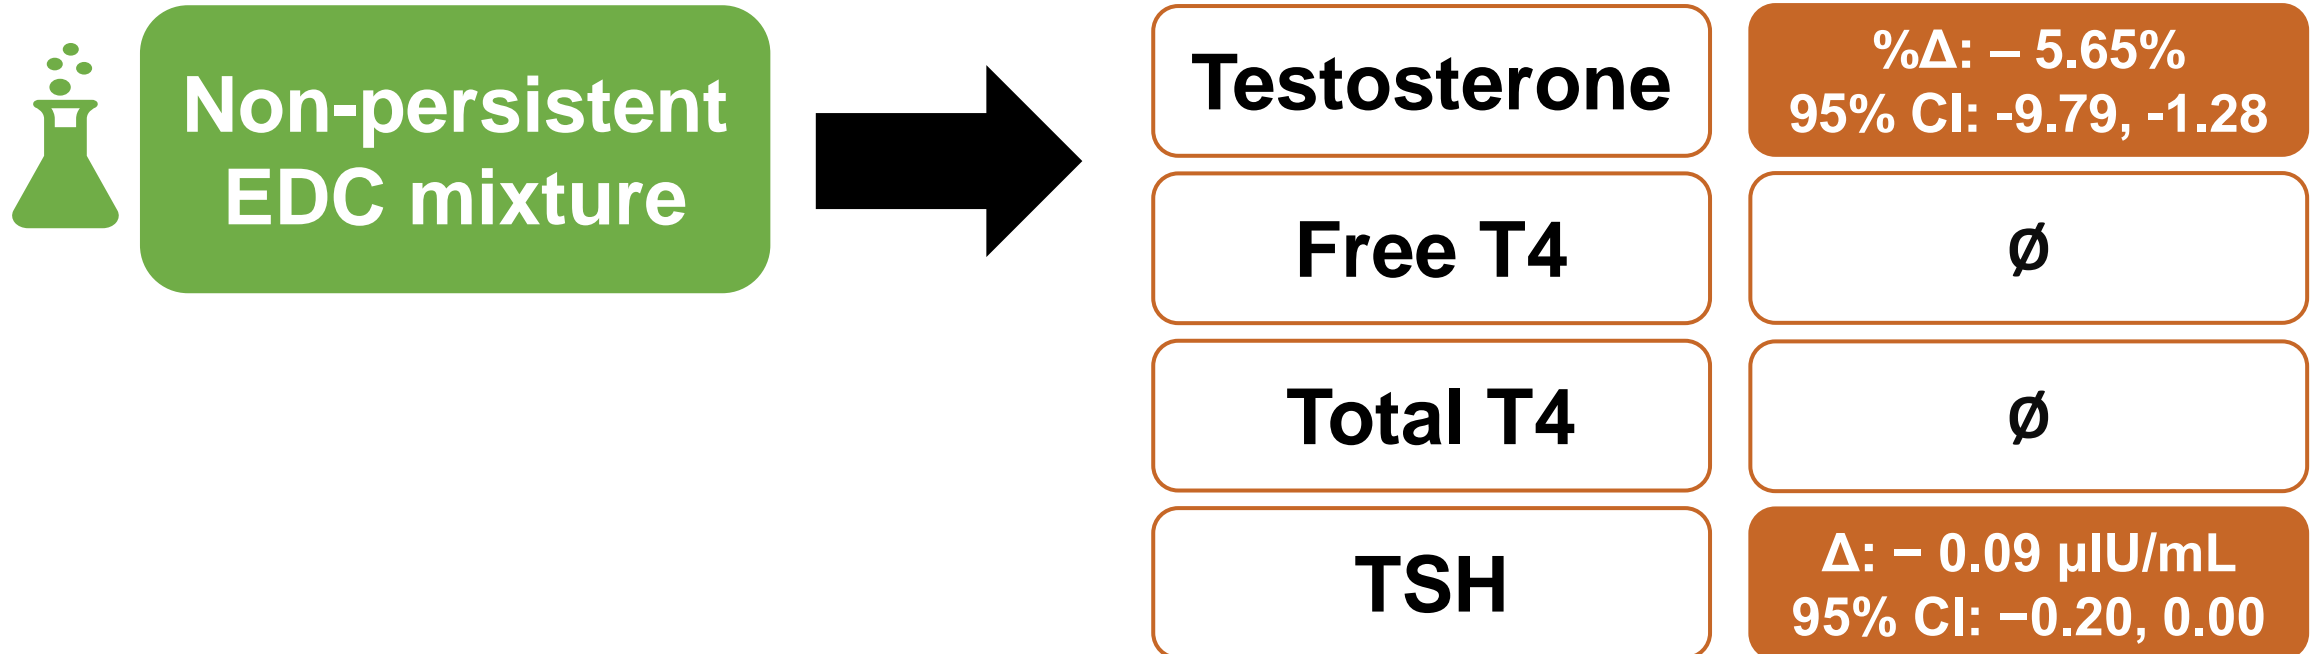 Non-persistent
EDC mixture
Testosterone
%Δ: – 5.65%
95% CI: -9.79, -1.28
Free T4
Ø
Total T4
Ø
TSH
Δ: − 0.09 µIU/mL
95% CI: −0.20, 0.00